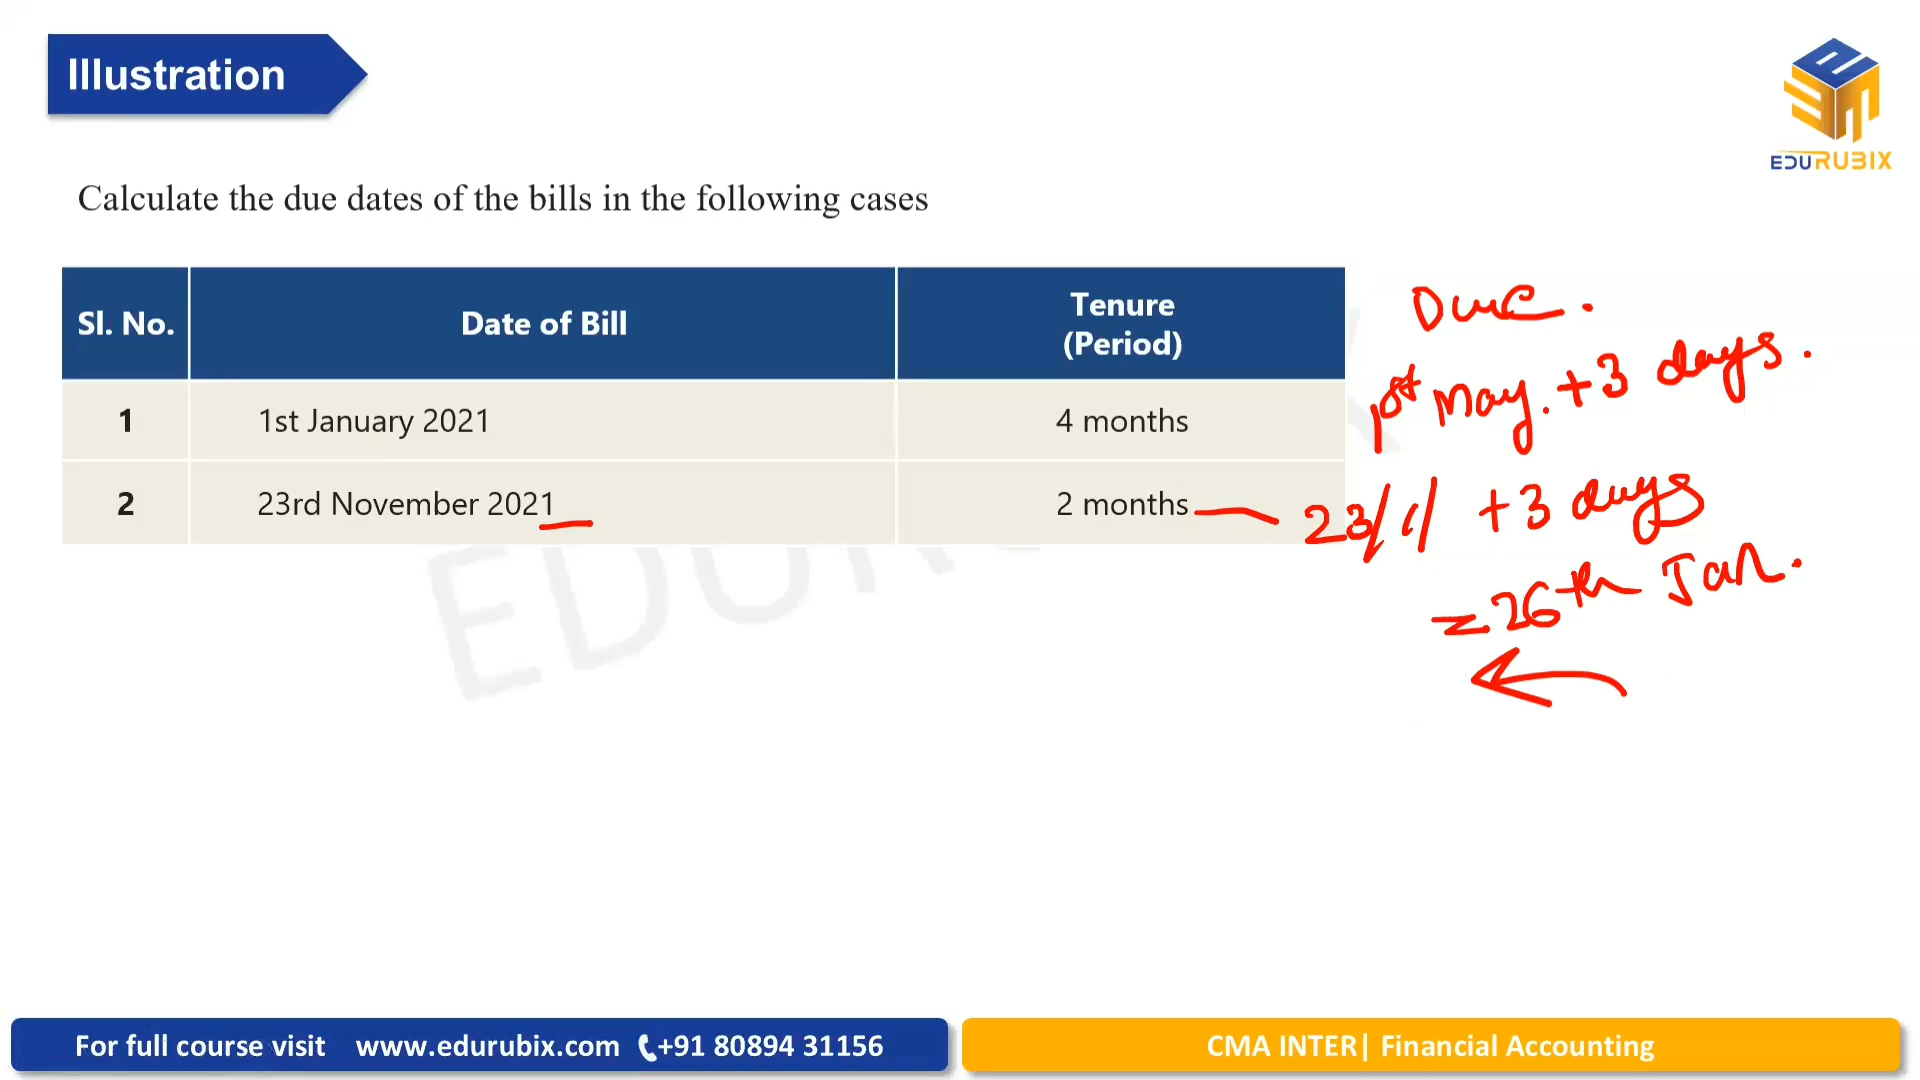 Illustration
EDURUBIX
Calculate the due dates of the bills in the following cases
Sl. No. Date of Bill Tenure (Period)
Due.
1 1st January 2021 4 months 1st May. +3 days.
2 23rd November 2021 2 months 23/1/ +3 days
=26th Jan.
For full course visit www.edurubix.com +91 80894 31156
CMA INTER| Financial Accounting